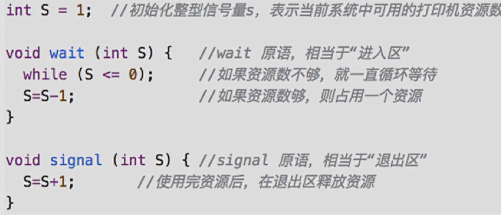 int S = 1;  //初始化整型信号量s，表示当前系统中可用的打印机资源数
void wait (int S) {   //wait 原语，相当于“进入区”
  while (S <= 0);     //如果资源数不够，就一直循环等待
  S=S-1;              //如果资源数够，则占用一个资源
}
void signal (int S) { //signal 原语，相当于“退出区”
  S=S+1;       //使用完资源后，在退出区释放资源
}